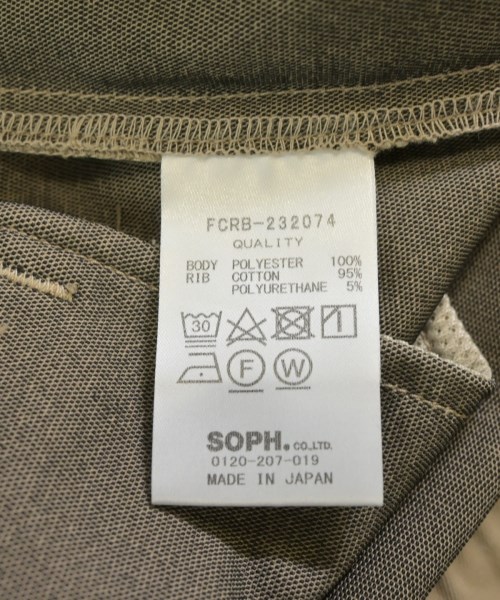 FCRB-232074
QUALITY
BODY POLYESTER 100%
RIB COTTON 95%
POLYURETHANE 5%
30
F W
SOPH. CO.,LTD.
0120-207-019
MADE IN JAPAN